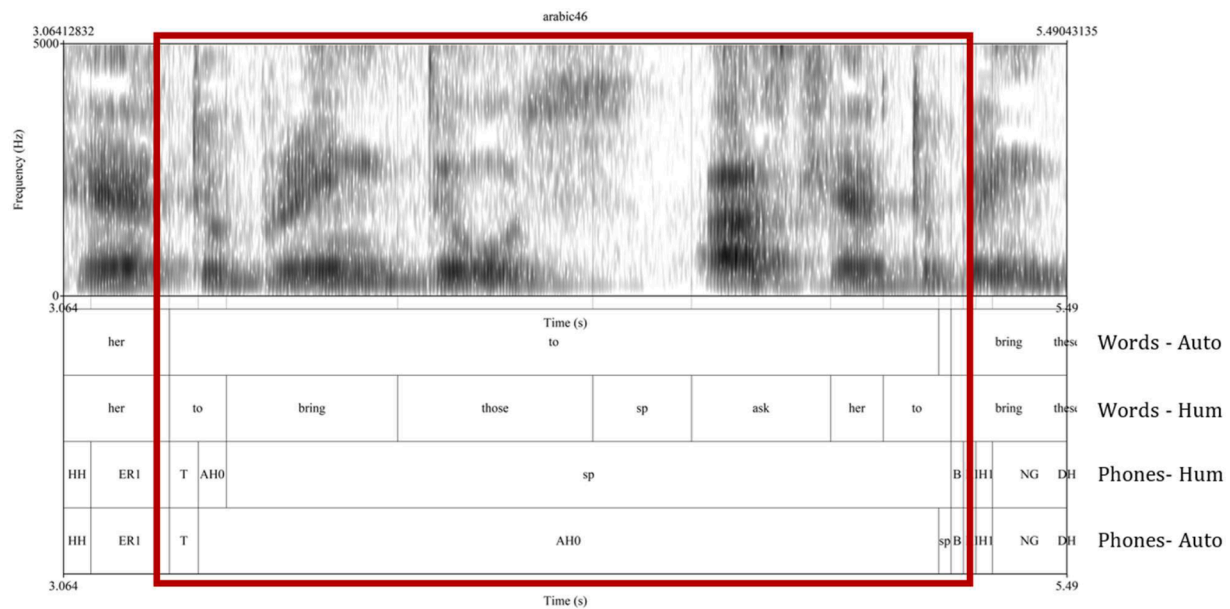 arabic46
3.06412832 5.49043135
5000
Frequency (Hz)
0
3.064 5.49
Time (s)
her to bring these Words - Auto
her to bring those sp ask her to bring these Words - Hum
HH ER1 T AH0 sp B IH1 NG DH Phones- Hum
HH ER1 T AH0 sp B IH1 NG DH Phones- Auto
3.064 5.49
Time (s)